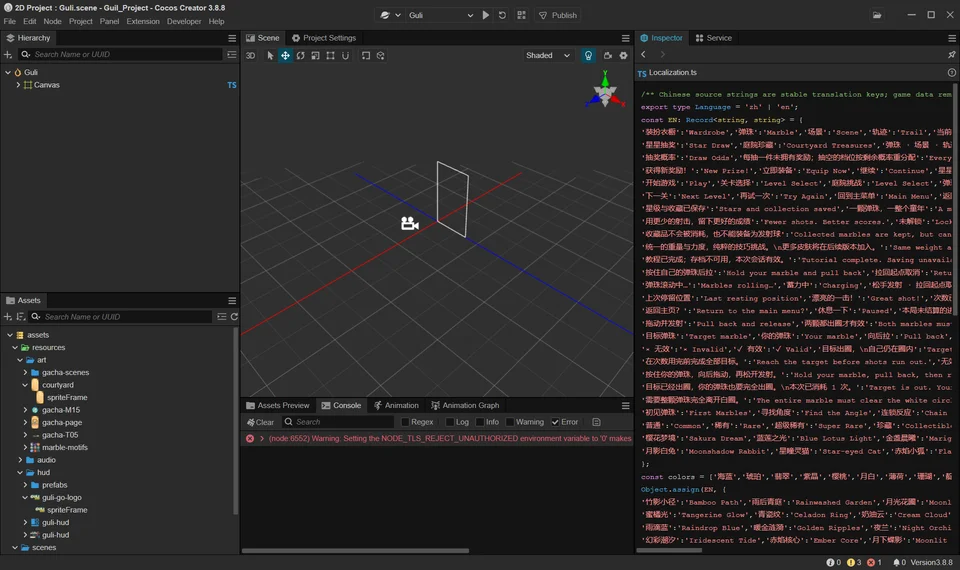 2D Project : Guli.scene - Guil_Project - Cocos Creator 3.8.8
File Edit Node Project Panel Extension Developer Help
Guli
Publish
Hierarchy
Search Name or UUID
Guli
Canvas TS
Assets
Search Name or UUID
assets
resources
art
gacha-scenes
courtyard
spriteFrame
gacha-M15
gacha-page
gacha-T05
marble-motifs
audio
hud
prefabs
guli-go-logo
spriteFrame
guli-hud
guli-hud
scenes
Scene Project Settings
3D Shaded
Y
X
Z
Assets Preview Console Animation Animation Graph
Clear Search Regex Log Info Warning Error
(node:6552) Warning: Setting the NODE_TLS_REJECT_UNAUTHORIZED environment variable to '0' makes
Inspector Service
TS Localization.ts
/** Chinese source strings are stable translation keys; game data rem
export type Language = 'zh' | 'en';
const EN: Record<string, string> = {
'装扮衣橱':'Wardrobe','弹珠':'Marble','场景':'Scene','轨迹':'Trail','当前
'星星抽奖':'Star Draw','庭院珍藏':'Courtyard Treasures','弹珠 · 场景 · 轨
'抽奖概率':'Draw Odds','每抽一件未拥有奖励；抽空的档位按剩余概率重分配':'Every
'获得新奖励！':'New Prize!','立即装备':'Equip Now','继续':'Continue','星星
'开始游戏':'Play','关卡选择':'Level Select','庭院挑战':'Level Select','弹
'下一关':'Next Level','再试一次':'Try Again','回到主菜单':'Main Menu','返
'星级与收藏已保存':'Stars and collection saved','一颗弹珠，一整个童年':'A m
'用更少的射击，留下更好的成绩':'Fewer shots. Better scores.','未解锁':'Loc
'收藏品不会被消耗，也不能装备为发射球':'Collected marbles are kept, but can
'统一的重量与力度，纯粹的技巧挑战。\n更多皮肤将在后续版本加入。':'Same weight a
'教程已完成；存档不可用，本次会话有效。':'Tutorial complete. Saving unavail
'按住自己的弹珠后拉':'Hold your marble and pull back','拉回起点取消':'Retu
'弹珠滚动中…':'Marbles rolling…','蓄力中':'Charging','松手发射 · 拉回起点取
'上次停留位置':'Last resting position','漂亮的一击！':'Great shot!','次数
'返回主页？':'Return to the main menu?','休息一下':'Paused','本局未结算的进
'拖动并发射':'Pull back and release','两颗都出圈才有效':'Both marbles mus
'目标弹珠':'Target marble','你的弹珠':'Your marble','向后拉':'Pull back',
'× 无效':'× Invalid','√ 有效':'√ Valid','目标出圈，\n自己仍在圈内':'Target
'在次数用完前完成全部目标。':'Reach the target before shots run out.','无
'按住你的弹珠，向后拖动，再松开发射。':'Hold your marble, pull back, then r
'目标已经出圈，你的弹珠也要完全出圈。\n本次已消耗 1 次。':'Target is out. You
'需要整颗弹珠完全离开白圈。':'The entire marble must clear the white circ
'初见弹珠':'First Marbles','寻找角度':'Find the Angle','连锁反应':'Chain
'普通':'Common','稀有':'Rare','超级稀有':'Super Rare','珍藏':'Collectible
'樱花梦境':'Sakura Dream','蓝莲之光':'Blue Lotus Light','金盏晨曦':'Marig
'月影白兔':'Moonshadow Rabbit','星瞳灵猫':'Star-eyed Cat','赤焰小狐':'Fla
};
const colors = ['海蓝','琥珀','翡翠','紫晶','樱桃','月白','薄荷','珊瑚','
Object.assign(EN, {
'竹影小径':'Bamboo Path','雨后青庭':'Rainwashed Garden','月光花圃':'Moonl
'蜜橘光':'Tangerine Glow','青瓷纹':'Celadon Ring','奶油云':'Cream Cloud'
'雨滴蓝':'Raindrop Blue','暖金涟漪':'Golden Ripples','夜兰':'Night Orchi
'幻彩潮汐':'Iridescent Tide','赤焰核心':'Ember Core','月下蝶影':'Moonlit
0 3 1 0 Version3.8.8